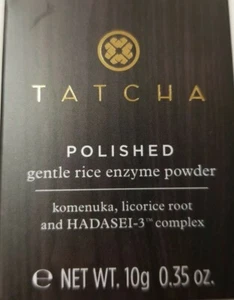 TATCHA
POLISHED
gentle rice enzyme powder
komenuka, licorice root
and HADASEI-3™ complex
℮ NET WT. 10g 0.35 oz.